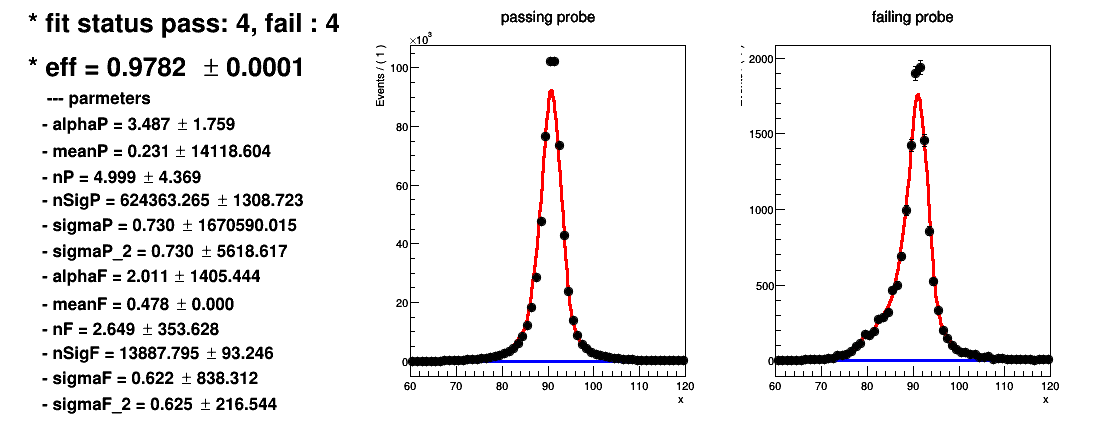 * fit status pass: 4, fail : 4
* eff = 0.9782 ± 0.0001
--- parmeters
- alphaP = 3.487 ± 1.759
- meanP = 0.231 ± 14118.604
- nP = 4.999 ± 4.369
- nSigP = 624363.265 ± 1308.723
- sigmaP = 0.730 ± 1670590.015
- sigmaP_2 = 0.730 ± 5618.617
- alphaF = 2.011 ± 1405.444
- meanF = 0.478 ± 0.000
- nF = 2.649 ± 353.628
- nSigF = 13887.795 ± 93.246
- sigmaF = 0.622 ± 838.312
- sigmaF_2 = 0.625 ± 216.544
passing probe
×10³
Events / ( 1 )
100
80
60
40
20
0
60 70 80 90 100 110 120
x
failing probe
2000
1500
1000
500
0
60 70 80 90 100 110 120
x